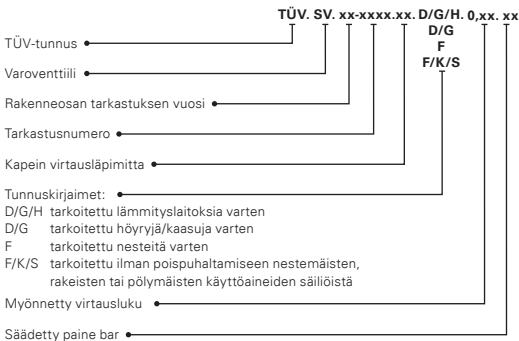 TÜV. SV. xx-xxxx.xx. D/G/H. 0,xx. xx
D/G
F
F/K/S
TÜV-tunnus
Varoventtiili
Rakenneosan tarkastuksen vuosi
Tarkastusnumero
Kapein virtausläpimitta
Tunnuskirjaimet:
D/G/H tarkoitettu lämmityslaitoksia varten
D/G tarkoitettu höyryjä/kaasuja varten
F tarkoitettu nesteitä varten
F/K/S tarkoitettu ilman poispuhaltamiseen nestemäisten,
rakeisten tai pölymäisten käyttöaineiden säiliöistä
Myönnetty virtausluku
Säädetty paine bar